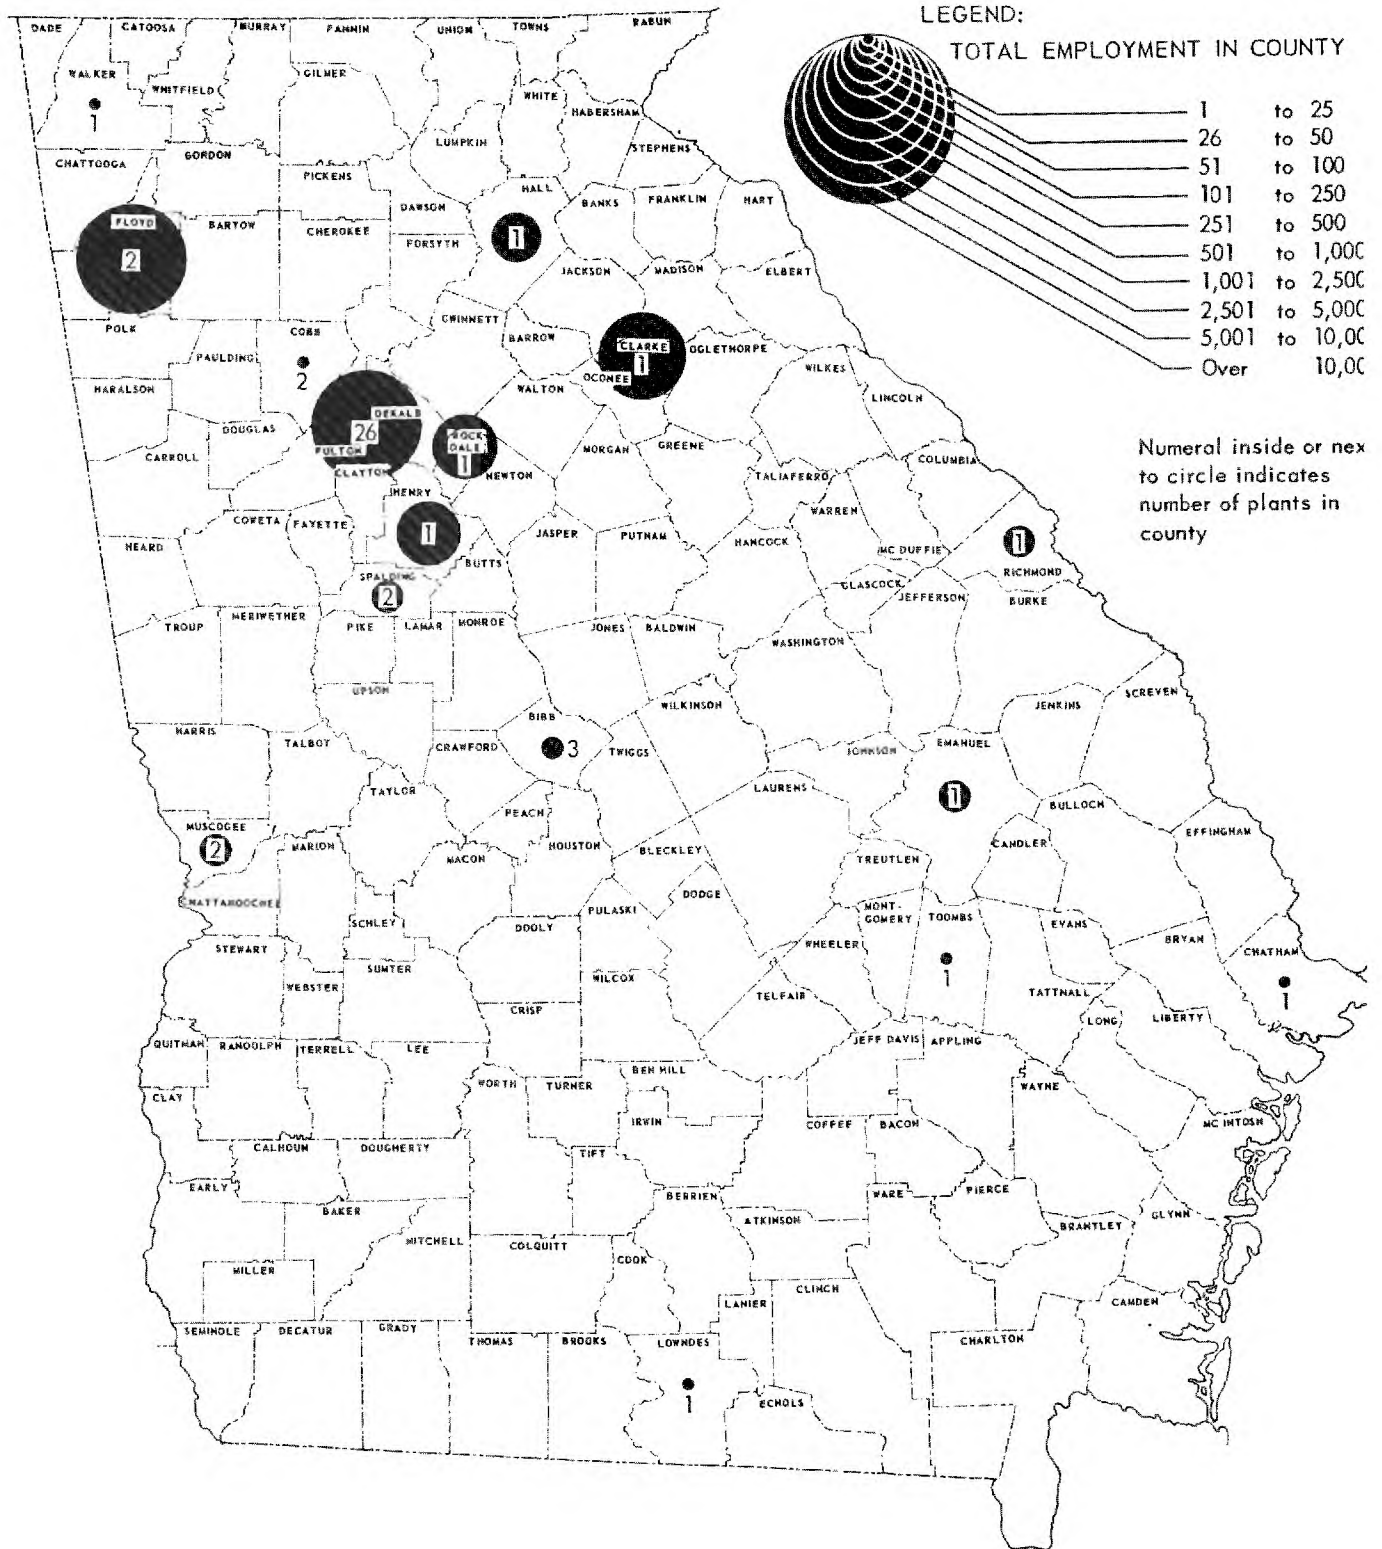 LEGEND:
TOTAL EMPLOYMENT IN COUNTY
1 to 25
26 to 50
51 to 100
101 to 250
251 to 500
501 to 1,000
1,001 to 2,500
2,501 to 5,000
5,001 to 10,00
Over 10,00
Numeral inside or nex
to circle indicates
number of plants in
county
DADE CATOOSA MURRAY FANNIN UNION TOWNS RABUN
WALKER
1
WHITFIELD
GILMER
WHITE
HABERSHAM
LUMPKIN
STEPHENS
CHATTOOGA
GORDON
PICKENS
DAWSON
HALL
1
BANKS
FRANKLIN
HART
FLOYD
2
BARTOW
CHEROKEE
FORSYTH
JACKSON
MADISON
ELBERT
POLK
PAULDING
COBB
2
GWINNETT
BARROW
CLARKE
1
OCONEE
OGLETHORPE
WILKES
LINCOLN
HARALSON
DOUGLAS
DEKALB
26
FULTON
CLAYTON
ROCK
DALE
1
WALTON
NEWTON
MORGAN
GREENE
TALIAFERRO
COLUMBIA
CARROLL
HENRY
1
WARREN
MC DUFFIE
RICHMOND
1
HEARD
COWETA
FAYETTE
SPALDING
2
BUTTS
JASPER
PUTNAM
HANCOCK
GLASCOCK
JEFFERSON
BURKE
TROUP
MERIWETHER
PIKE
LAMAR
MONROE
JONES
BALDWIN
WASHINGTON
UPSON
WILKINSON
JENKINS
SCREVEN
HARRIS
TALBOT
CRAWFORD
BIBB
3
TWIGGS
JOHNSON
EMANUEL
1
TAYLOR
PEACH
LAURENS
BULLOCH
EFFINGHAM
MUSCOGEE
2
MARION
MACON
HOUSTON
BLECKLEY
TREUTLEN
CANDLER
CHATTAHOOCHEE
SCHLEY
DOOLY
PULASKI
DODGE
MONT-
GOMERY
TOOMBS
1
EVANS
BRYAN
CHATHAM
1
STEWART
WEBSTER
SUMTER
WILCOX
WHEELER
TELFAIR
TATTNALL
CRISP
LONG
LIBERTY
QUITMAN
RANDOLPH
TERRELL
LEE
JEFF DAVIS
APPLING
CLAY
WORTH
TURNER
BEN HILL
WAYNE
IRWIN
COFFEE
BACON
MC INTOSH
CALHOUN
DOUGHERTY
TIFT
EARLY
BAKER
BERRIEN
WARE
PIERCE
MITCHELL
COLQUITT
COOK
ATKINSON
BRANTLEY
GLYNN
MILLER
LANIER
CLINCH
CAMDEN
SEMINOLE
DECATUR
GRADY
THOMAS
BROOKS
LOWNDES
1
CHARLTON
ECHOLS